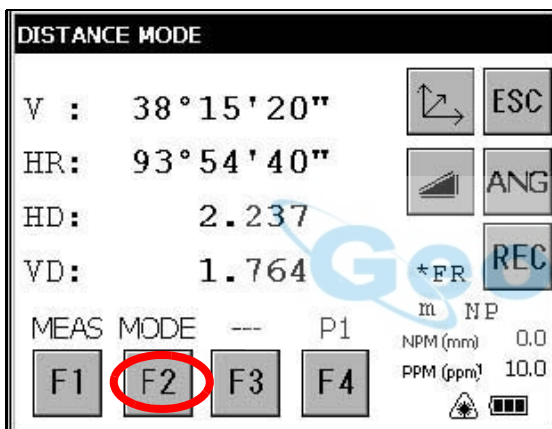 DISTANCE MODE
V : 38°15'20"
HR: 93°54'40"
HD: 2.237
VD: 1.764
ESC
ANG
REC
*FR
m NP
NPM (mm) 0.0
PPM (ppm) 10.0
MEAS MODE --- P1
F1 F2 F3 F4
Geo